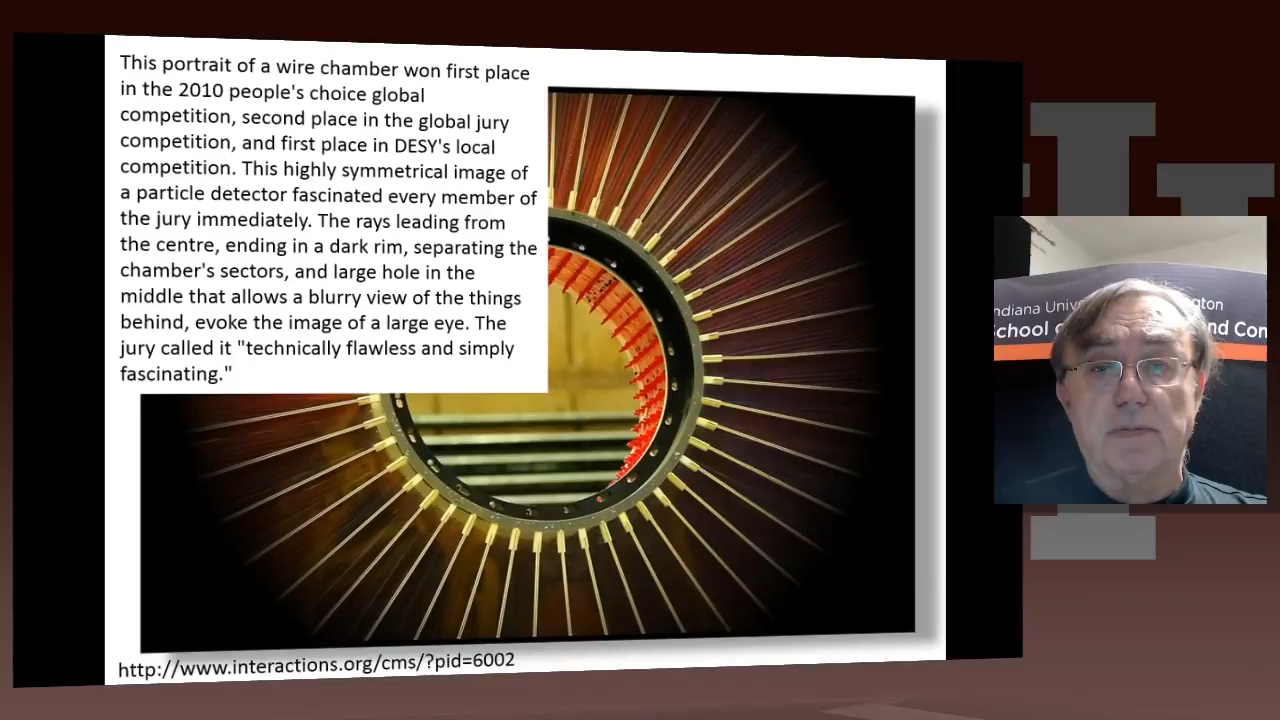 This portrait of a wire chamber won first place
in the 2010 people's choice global
competition, second place in the global jury
competition, and first place in DESY's local
competition. This highly symmetrical image of
a particle detector fascinated every member of
the jury immediately. The rays leading from
the centre, ending in a dark rim, separating the
chamber's sectors, and large hole in the
middle that allows a blurry view of the things
behind, evoke the image of a large eye. The
jury called it "technically flawless and simply
fascinating."
http://www.interactions.org/cms/?pid=6002
School